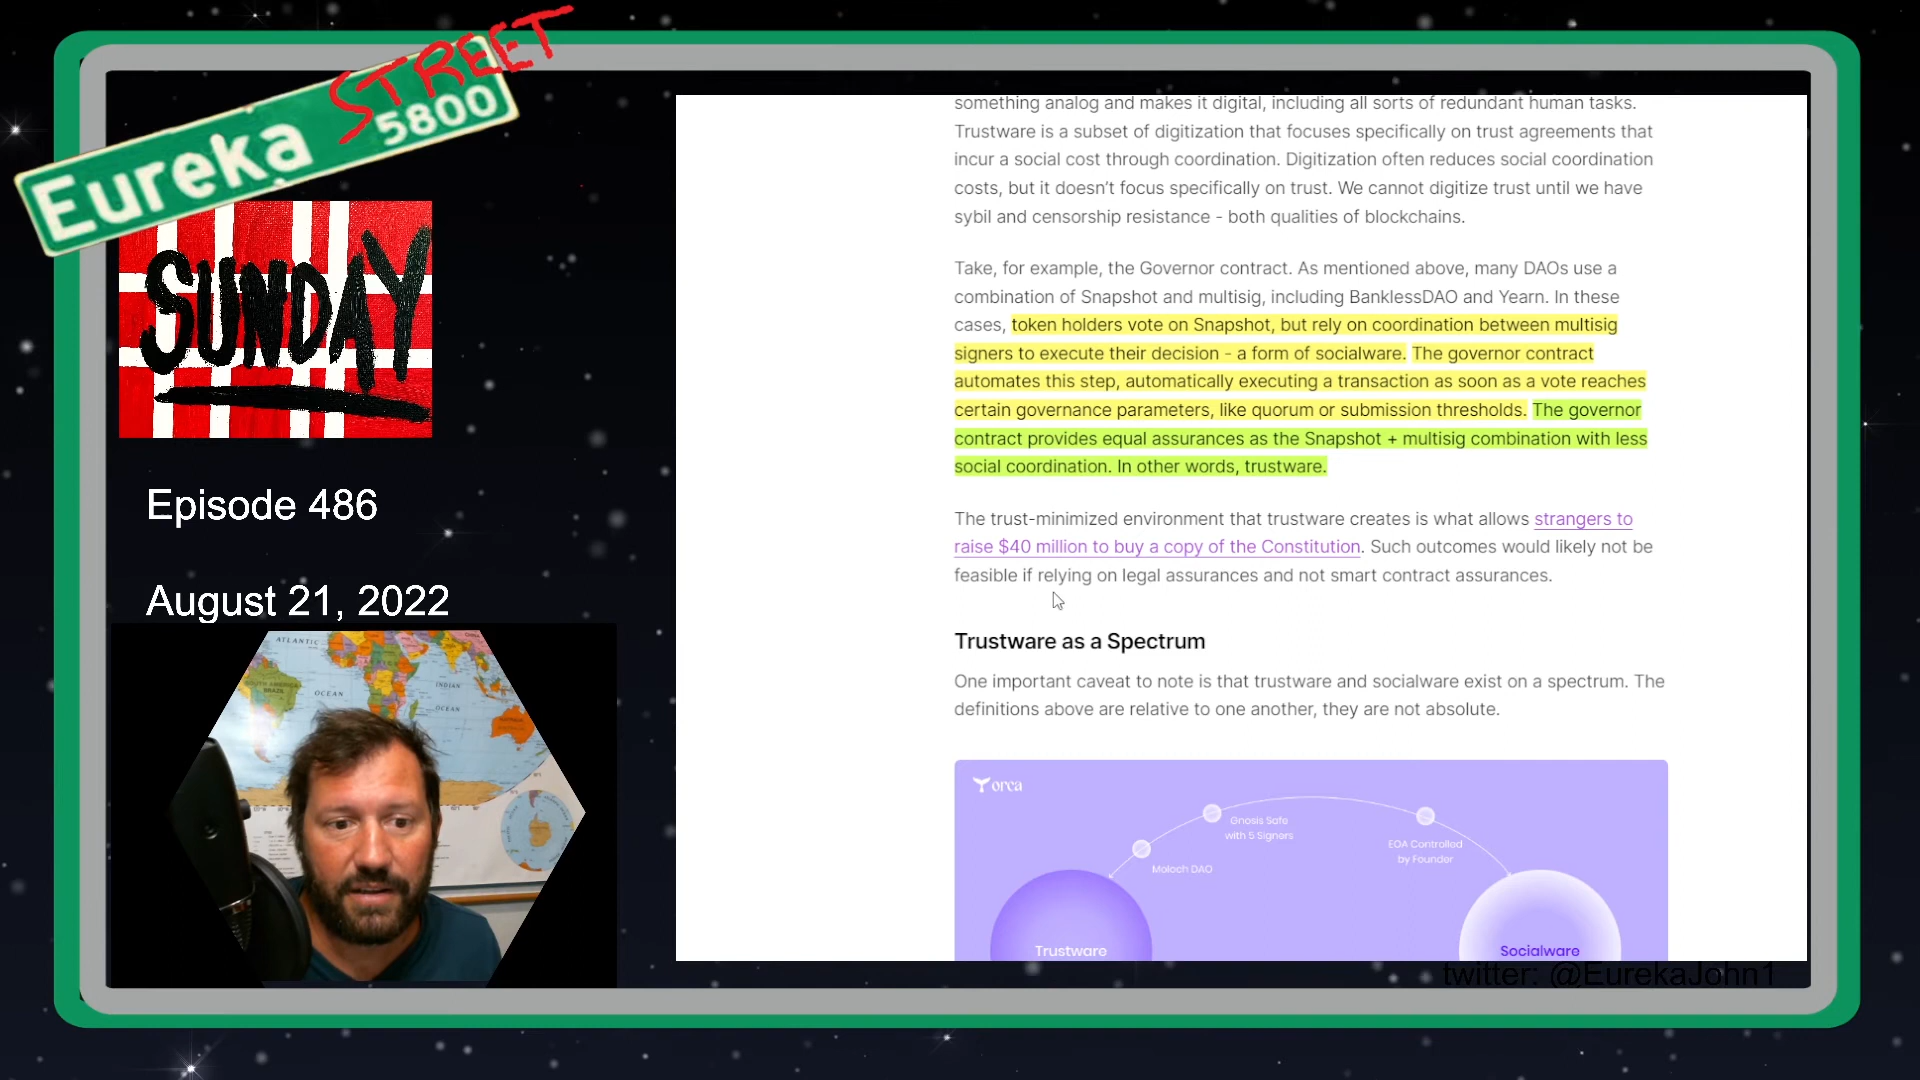 Eureka
STREET
5800
SUNDAY
Episode 486
August 21, 2022
something analog and makes it digital, including all sorts of redundant human tasks.
Trustware is a subset of digitization that focuses specifically on trust agreements that
incur a social cost through coordination. Digitization often reduces social coordination
costs, but it doesn't focus specifically on trust. We cannot digitize trust until we have
sybil and censorship resistance - both qualities of blockchains.
Take, for example, the Governor contract. As mentioned above, many DAOs use a
combination of Snapshot and multisig, including BanklessDAO and Yearn. In these
cases, token holders vote on Snapshot, but rely on coordination between multisig
signers to execute their decision - a form of socialware. The governor contract
automates this step, automatically executing a transaction as soon as a vote reaches
certain governance parameters, like quorum or submission thresholds. The governor
contract provides equal assurances as the Snapshot + multisig combination with less
social coordination. In other words, trustware.
The trust-minimized environment that trustware creates is what allows strangers to
raise $40 million to buy a copy of the Constitution. Such outcomes would likely not be
feasible if relying on legal assurances and not smart contract assurances.
Trustware as a Spectrum
One important caveat to note is that trustware and socialware exist on a spectrum. The
definitions above are relative to one another, they are not absolute.
orca
Gnosis Safe
with 5 Signers
EOA Controlled
by Founder
Moloch DAO
Trustware
Socialware
twitter: @EurekaJohn1
ATLANTIC
OCEAN
INDIAN
OCEAN
SOUTH AMERICA
BRAZIL